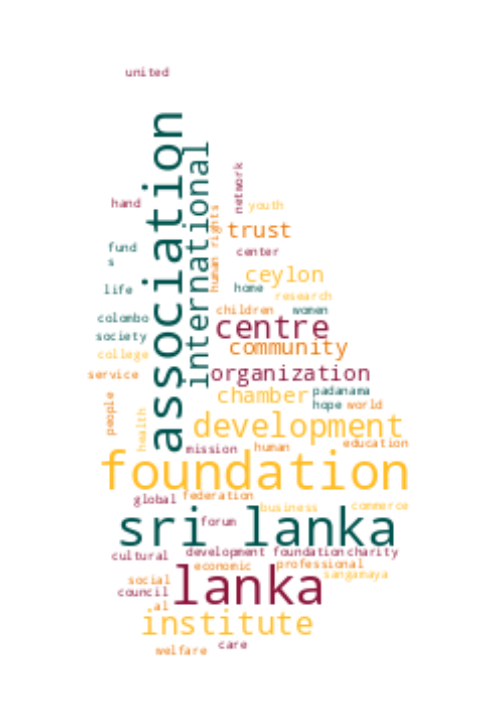 united
association
international
network
hand
youth
human rights
trust
fund
s
center
ceylon
life
home
research
colombo
children
women
society
centre
college
community
service
organization
people
chamber
padanama
hope
world
health
development
education
mission
human
foundation
global
federation
business
commerce
sri lanka
forum
cultural
development foundation
charity
economic
professional
social
sangamaya
council
lanka
al
institute
welfare
care